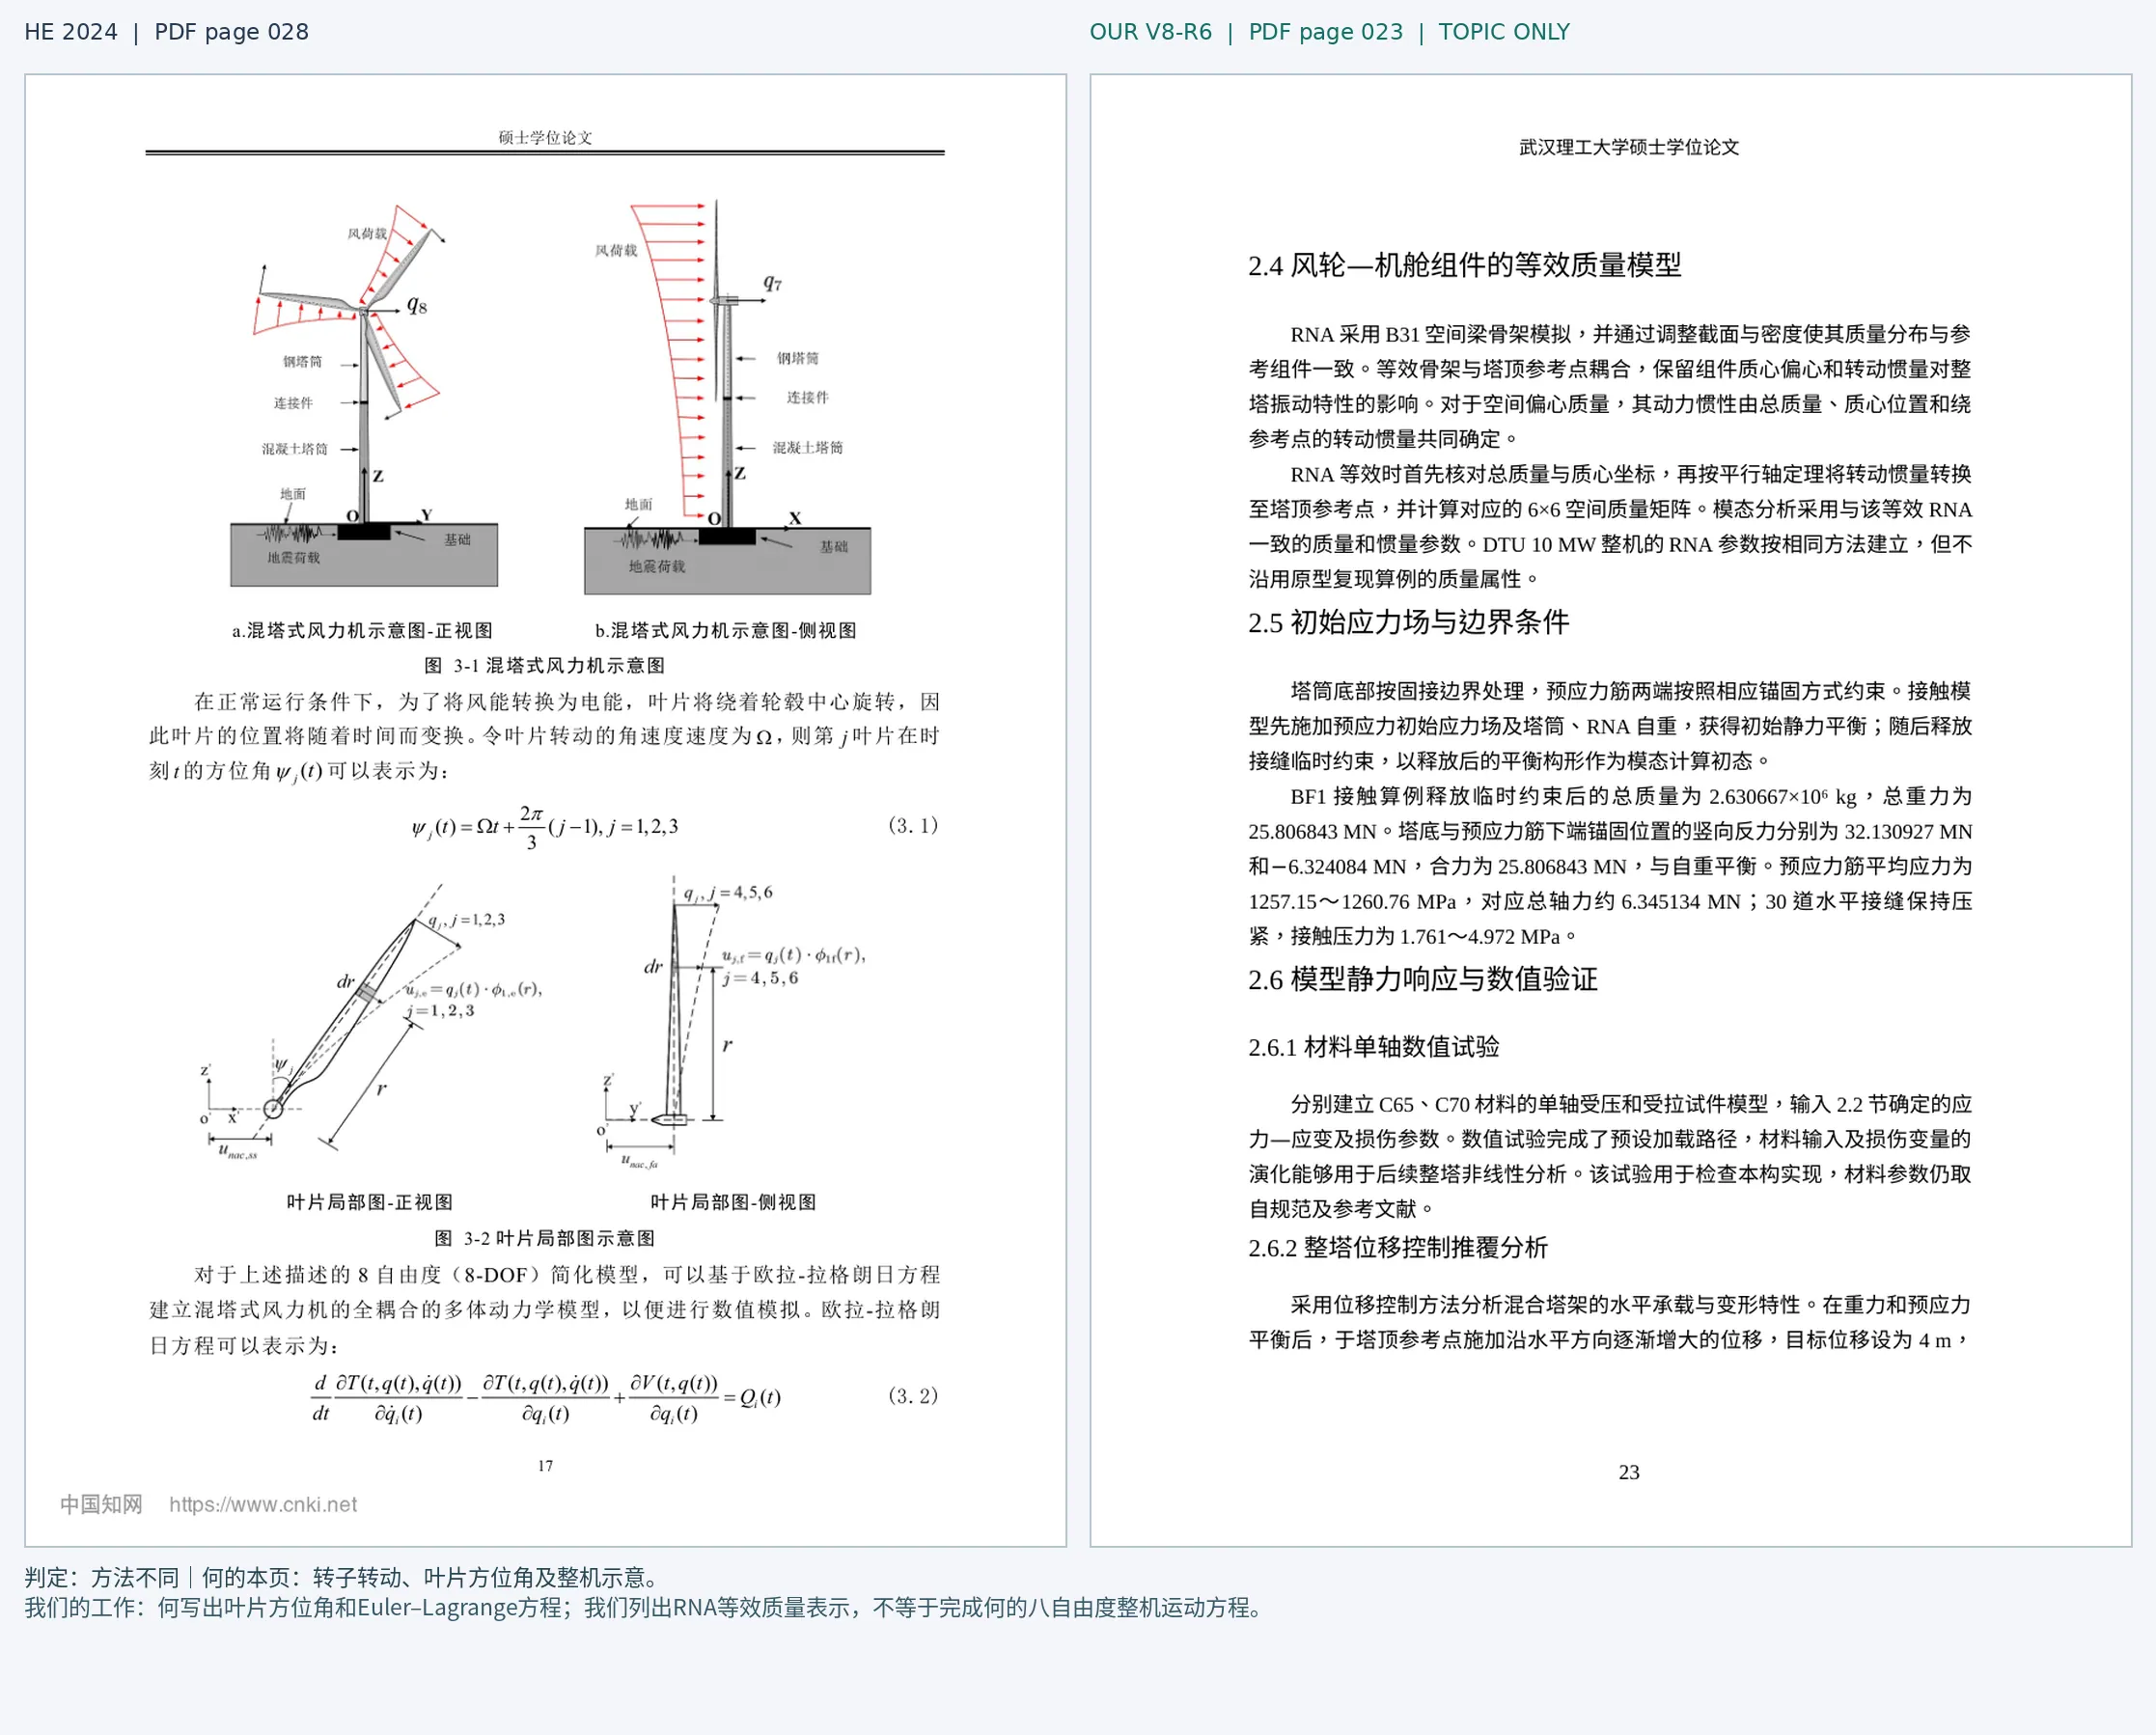 HE 2024 | PDF page 028
硕士学位论文
风荷载
q8
钢塔筒
连接件
混凝土塔筒
Z
地面
O
Y
基础
地震荷载
风荷载
q7
钢塔筒
连接件
混凝土塔筒
Z
地面
O
X
基础
地震荷载
a.混塔式风力机示意图-正视图
b.混塔式风力机示意图-侧视图
图 3-1 混塔式风力机示意图
在正常运行条件下，为了将风能转换为电能，叶片将绕着轮毂中心旋转，因
此叶片的位置将随着时间而变换。令叶片转动的角速度速度为Ω，则第 j 叶片在时
刻 t 的方位角 ψj(t) 可以表示为：
ψj(t) = Ωt + 2π/3 (j−1), j = 1,2,3 （3. 1）
qj, j = 1,2,3
dr
uj,e = qj(t) · ϕ1,e(r),
j = 1, 2, 3
ψj
r
z'
o'
x'
unac,ss
qj, j = 4,5,6
dr
uj,f = qj(t) · ϕ1f(r),
j = 4, 5, 6
r
z'
y'
o'
unac,fa
叶片局部图-正视图
叶片局部图-侧视图
图 3-2 叶片局部图示意图
对于上述描述的 8 自由度（8-DOF）简化模型，可以基于欧拉-拉格朗日方程
建立混塔式风力机的全耦合的多体动力学模型，以便进行数值模拟。欧拉-拉格朗
日方程可以表示为：
d/dt ∂T(t,q(t),q̇(t))/∂q̇i(t) − ∂T(t,q(t),q̇(t))/∂qi(t) + ∂V(t,q(t))/∂qi(t) = Qi(t) （3. 2）
17
中国知网 https://www.cnki.net
OUR V8-R6 | PDF page 023 | TOPIC ONLY
武汉理工大学硕士学位论文
2.4 风轮—机舱组件的等效质量模型
RNA 采用 B31 空间梁骨架模拟，并通过调整截面与密度使其质量分布与参
考组件一致。等效骨架与塔顶参考点耦合，保留组件质心偏心和转动惯量对整
塔振动特性的影响。对于空间偏心质量，其动力惯性由总质量、质心位置和绕
参考点的转动惯量共同确定。
RNA 等效时首先核对总质量与质心坐标，再按平行轴定理将转动惯量转换
至塔顶参考点，并计算对应的 6×6 空间质量矩阵。模态分析采用与该等效 RNA
一致的质量和惯量参数。DTU 10 MW 整机的 RNA 参数按相同方法建立，但不
沿用原型复现算例的质量属性。
2.5 初始应力场与边界条件
塔筒底部按固接边界处理，预应力筋两端按照相应锚固方式约束。接触模
型先施加预应力初始应力场及塔筒、RNA 自重，获得初始静力平衡；随后释放
接缝临时约束，以释放后的平衡构形作为模态计算初态。
BF1 接触算例释放临时约束后的总质量为 2.630667×10⁶ kg，总重力为
25.806843 MN。塔底与预应力筋下端锚固位置的竖向反力分别为 32.130927 MN
和−6.324084 MN，合力为 25.806843 MN，与自重平衡。预应力筋平均应力为
1257.15～1260.76 MPa，对应总轴力约 6.345134 MN；30 道水平接缝保持压
紧，接触压力为 1.761～4.972 MPa。
2.6 模型静力响应与数值验证
2.6.1 材料单轴数值试验
分别建立 C65、C70 材料的单轴受压和受拉试件模型，输入 2.2 节确定的应
力—应变及损伤参数。数值试验完成了预设加载路径，材料输入及损伤变量的
演化能够用于后续整塔非线性分析。该试验用于检查本构实现，材料参数仍取
自规范及参考文献。
2.6.2 整塔位移控制推覆分析
采用位移控制方法分析混合塔架的水平承载与变形特性。在重力和预应力
平衡后，于塔顶参考点施加沿水平方向逐渐增大的位移，目标位移设为 4 m，
23
判定：方法不同｜何的本页：转子转动、叶片方位角及整机示意。
我们的工作：何写出叶片方位角和Euler–Lagrange方程；我们列出RNA等效质量表示，不等于完成何的八自由度整机运动方程。